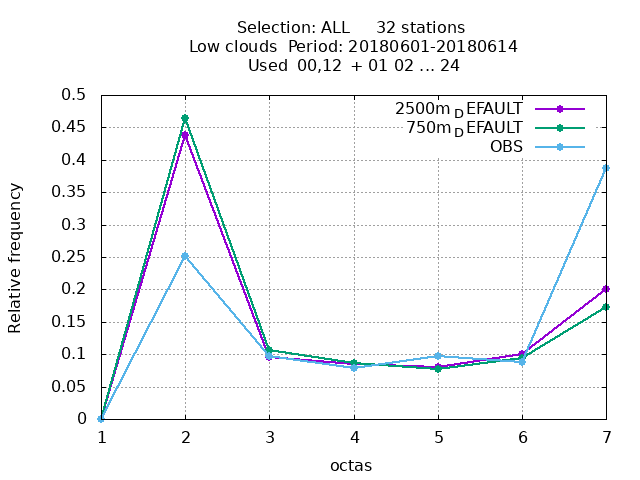 Selection: ALL 32 stations
Low clouds Period: 20180601-20180614
Used 00,12 + 01 02 ... 24
0.5
2500m_DEFAULT
0.45
750m_DEFAULT
OBS
0.4
0.35
0.3
0.25
0.2
0.15
0.1
0.05
0
Relative frequency
1 2 3 4 5 6 7
octas